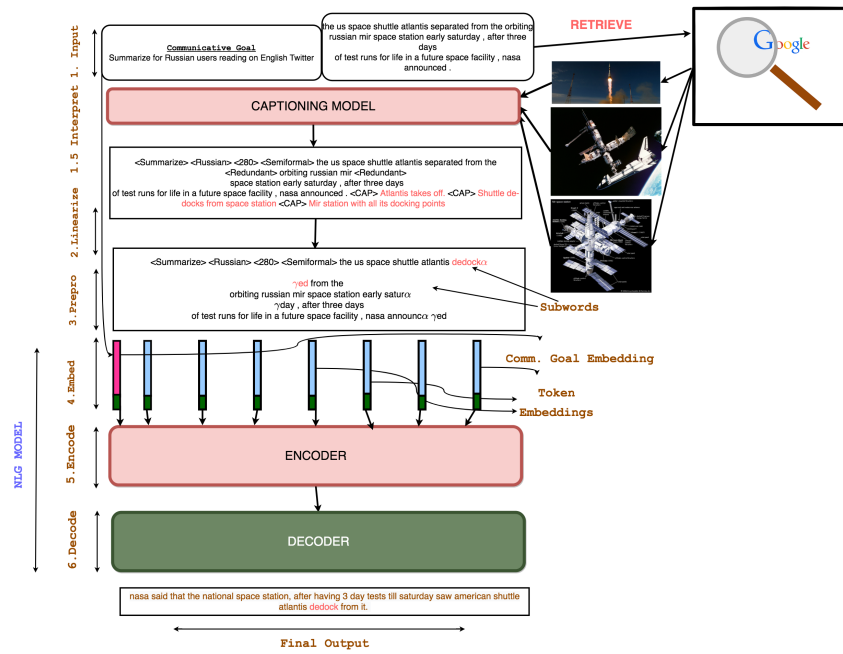 1. Input
Communicative Goal
Summarize for Russian users reading on English Twitter
the us space shuttle atlantis separated from the orbiting
russian mir space station early saturday , after three
days
of test runs for life in a future space facility , nasa
announced .
RETRIEVE
Google
1.5 Interpret
CAPTIONING MODEL
<Summarize> <Russian> <280> <Semiformal> the us space shuttle atlantis separated from the
<Redundant> orbiting russian mir <Redundant>
space station early saturday , after three days
of test runs for life in a future space facility , nasa announced . <CAP> Atlantis takes off. <CAP> Shuttle de-
docks from space station <CAP> Mir station with all its docking points
2.Linearize
<Summarize> <Russian> <280> <Semiformal> the us space shuttle atlantis dedockα
γed from the
orbiting russian mir space station early saturα
γday , after three days
of test runs for life in a future space facility , nasa announcα γed
3.Prepro
Subwords
4.Embed
Comm. Goal Embedding
Token
Embeddings
NLG MODEL
5.Encode
ENCODER
6.Decode
DECODER
nasa said that the national space station, after having 3 day tests till saturday saw american shuttle
atlantis dedock from it.
Final Output